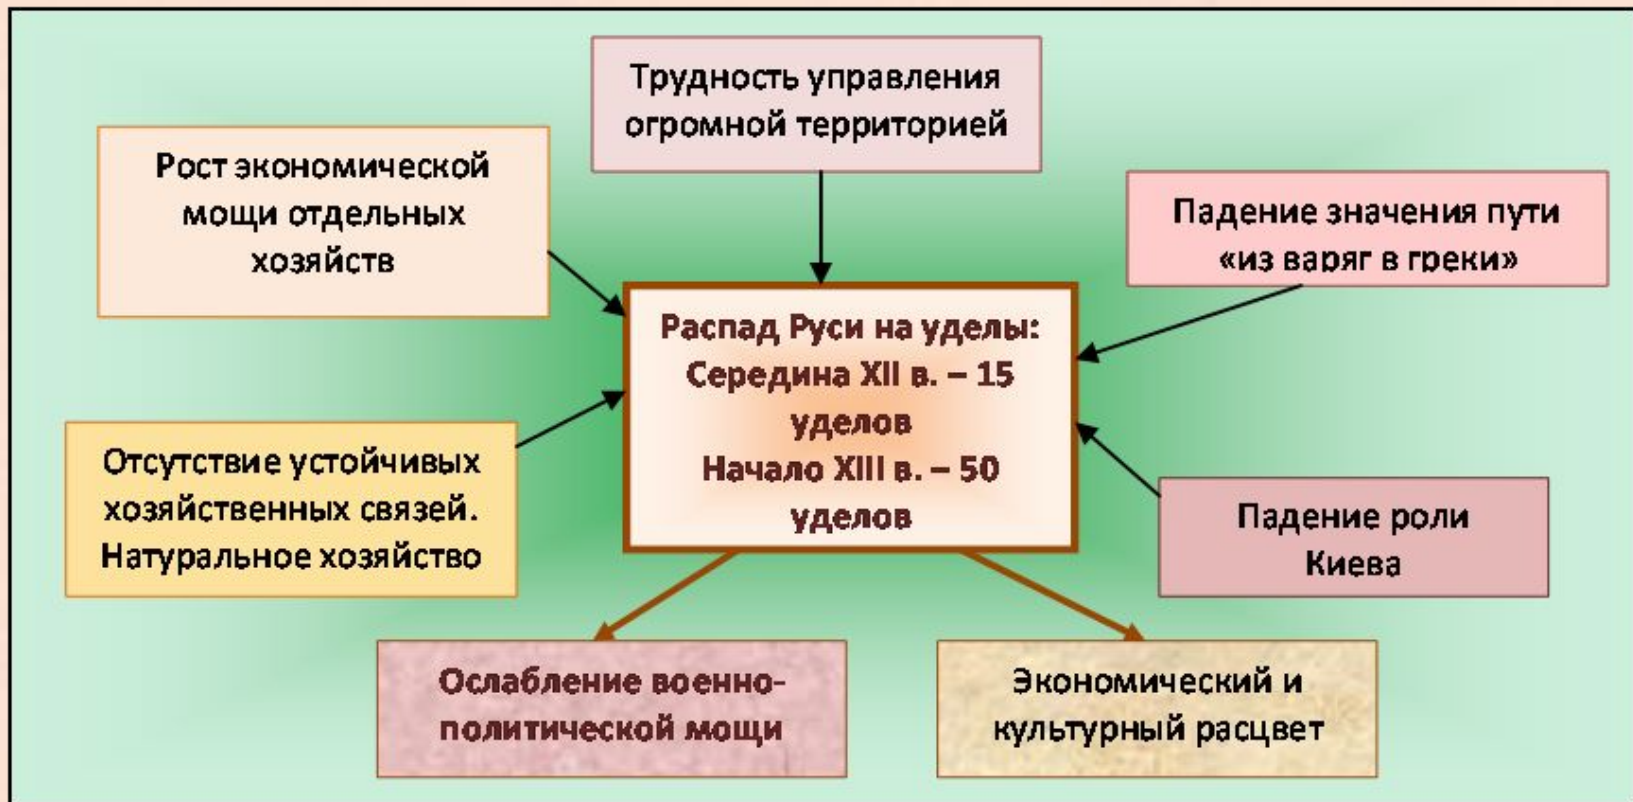 Трудность управления
огромной территорией
Рост экономической
мощи отдельных
хозяйств
Падение значения пути
«из варяг в греки»
Распад Руси на уделы:
Середина XII в. – 15
уделов
Начало XIII в. – 50
уделов
Отсутствие устойчивых
хозяйственных связей.
Натуральное хозяйство
Падение роли
Киева
Ослабление военно-
политической мощи
Экономический и
культурный расцвет